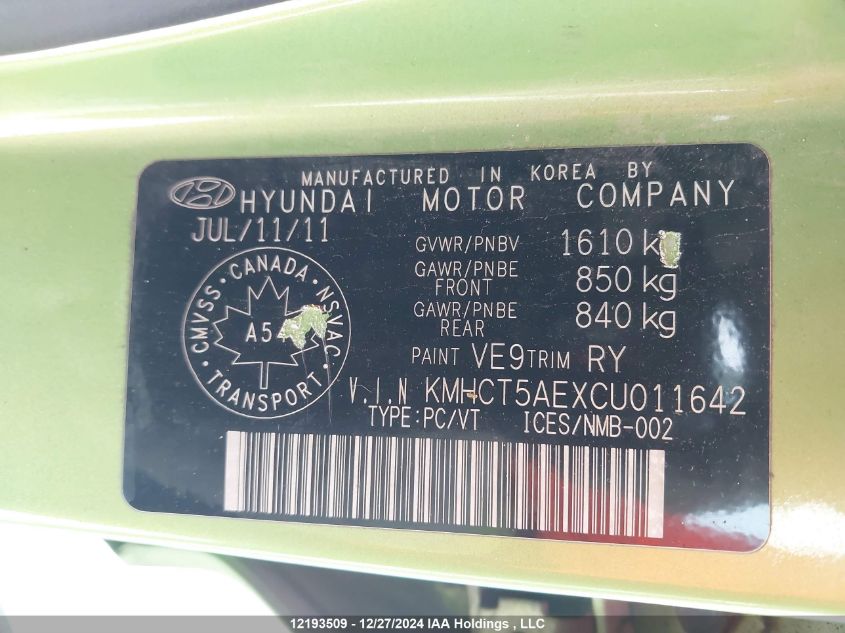 MANUFACTURED IN KOREA BY
HYUNDAI MOTOR COMPANY
JUL/11/11
GVWR/PNBV 1610 kg
GAWR/PNBE FRONT 850 kg
GAWR/PNBE REAR 840 kg
CANADA
CMVSS · NSVAC
A54
TRANSPORT
PAINT VE9 TRIM RY
V.I.N KMHCT5AEXCU011642
TYPE:PC/VT ICES/NMB-002
12193509 - 12/27/2024 IAA Holdings , LLC